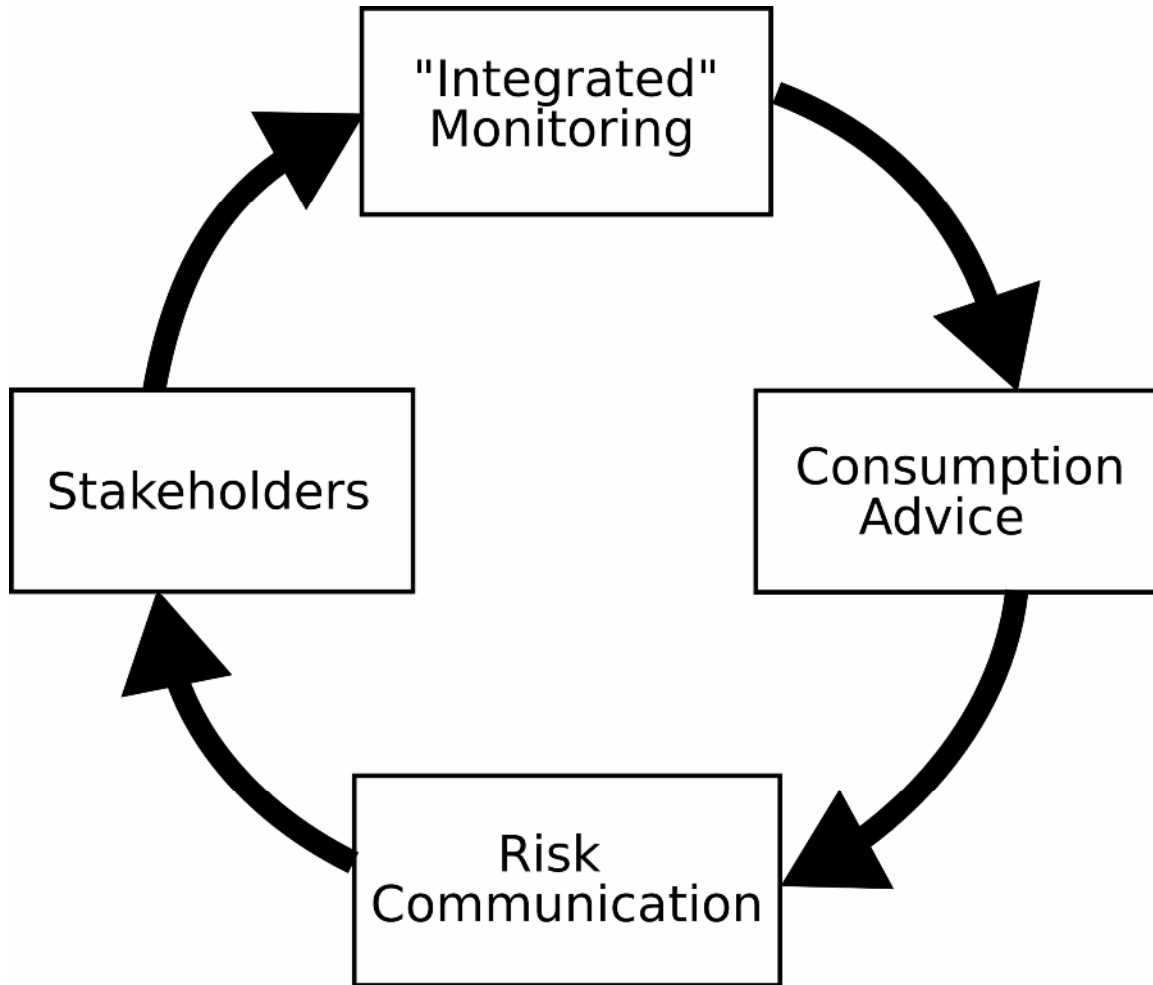 "Integrated"
Monitoring
Stakeholders
Consumption
Advice
Risk
Communication